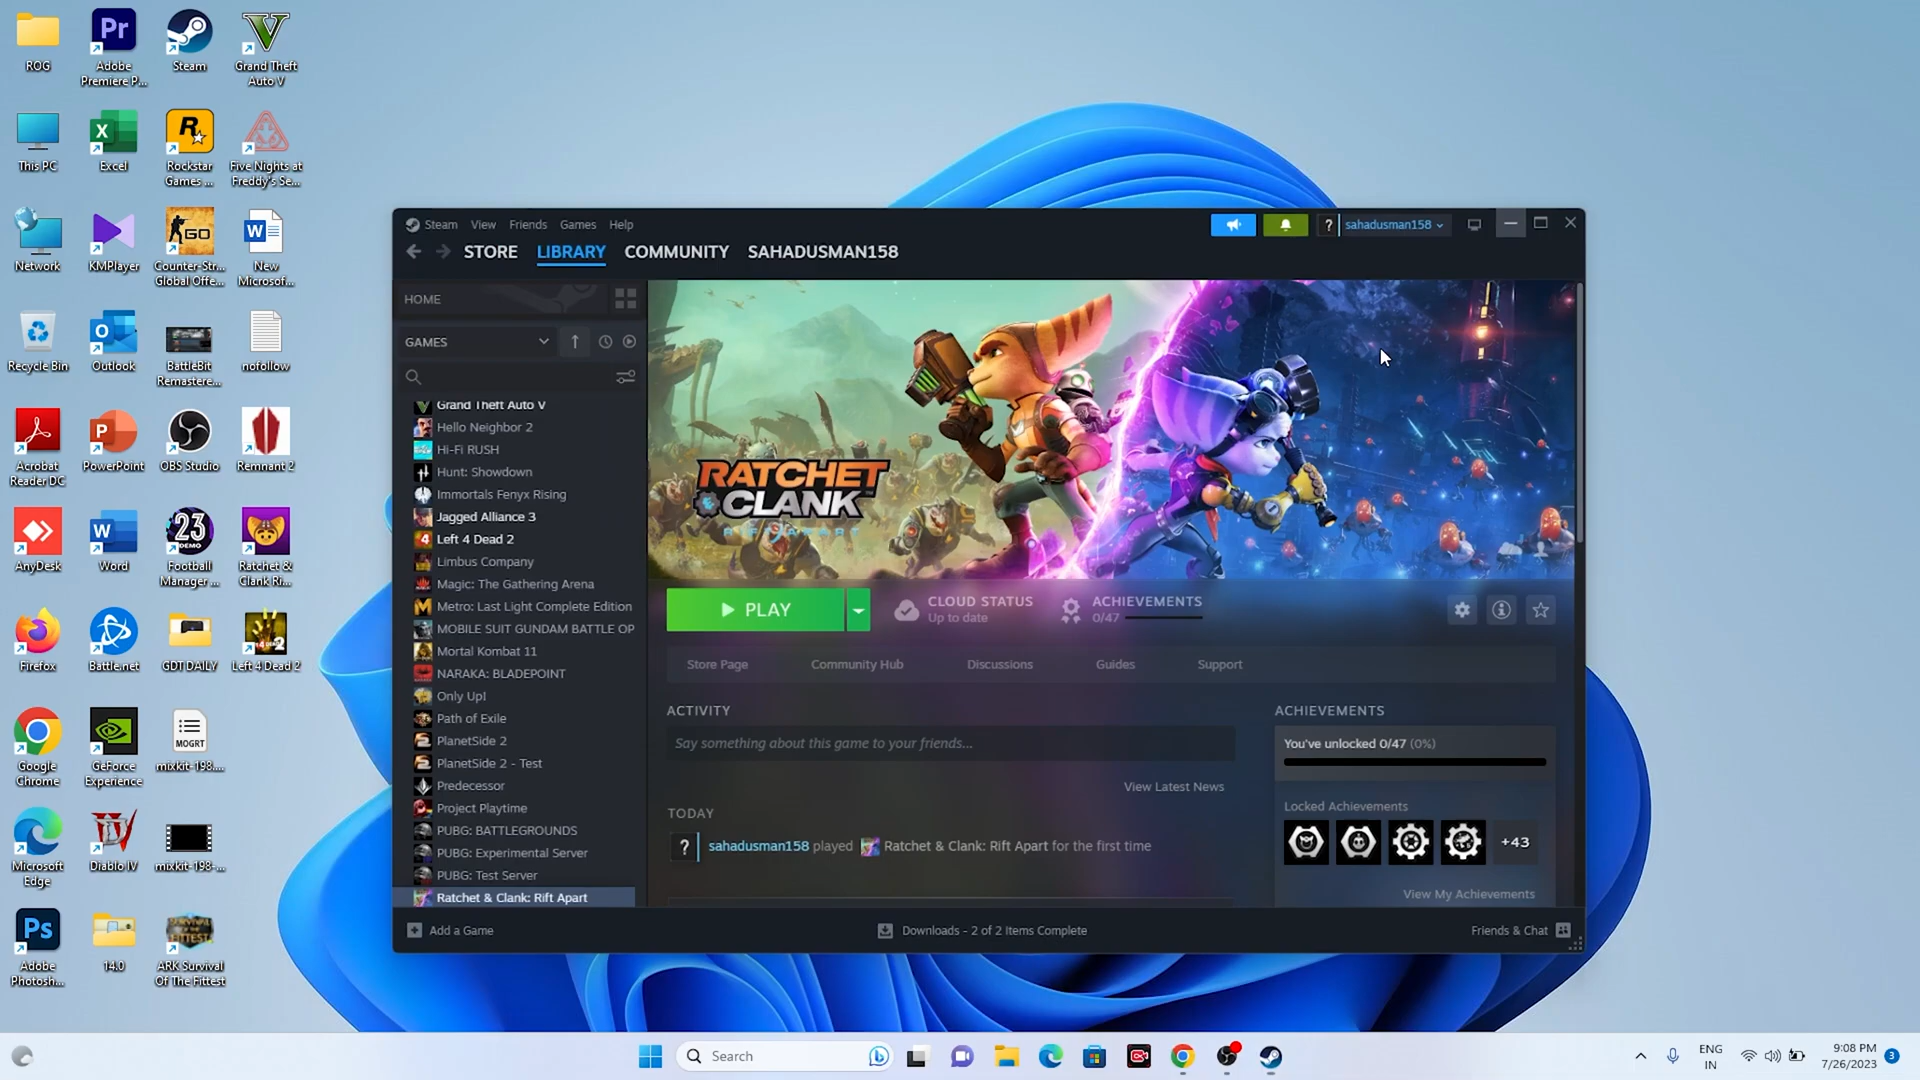 ROG
Adobe
Premiere P...
Steam
Grand Theft
Auto V
This PC
Excel
Rockstar
Games ...
Five Nights at
Freddy's Se...
Network
KMPlayer
Counter-Str...
Global Offe...
New
Microsof...
Recycle Bin
Outlook
BattleBit
Remastere...
nofollow
Acrobat
Reader DC
PowerPoint
OBS Studio
Remnant 2
AnyDesk
Word
Football
Manager ...
Ratchet &
Clank Ri...
Firefox
Battle.net
GDT DAILY
Left 4 Dead 2
Google
Chrome
GeForce
Experience
MOGRT
mixkit-198....
Microsoft
Edge
Diablo IV
mixkit-198-...
Adobe
Photosh...
14.0
ARK Survival
Of The Fittest
Steam View Friends Games Help
? sahadusman158
STORE LIBRARY COMMUNITY SAHADUSMAN158
HOME
GAMES
Grand Theft Auto V
Hello Neighbor 2
Hi-Fi RUSH
Hunt: Showdown
Immortals Fenyx Rising
Jagged Alliance 3
Left 4 Dead 2
Limbus Company
Magic: The Gathering Arena
Metro: Last Light Complete Edition
MOBILE SUIT GUNDAM BATTLE OP
Mortal Kombat 11
NARAKA: BLADEPOINT
Only Up!
Path of Exile
PlanetSide 2
PlanetSide 2 - Test
Predecessor
Project Playtime
PUBG: BATTLEGROUNDS
PUBG: Experimental Server
PUBG: Test Server
Ratchet & Clank: Rift Apart
RATCHET
CLANK
RIFT APART
PLAY
CLOUD STATUS
Up to date
ACHIEVEMENTS
0/47
Store Page Community Hub Discussions Guides Support
ACTIVITY
Say something about this game to your friends...
View Latest News
TODAY
? sahadusman158 played Ratchet & Clank: Rift Apart for the first time
ACHIEVEMENTS
You've unlocked 0/47 (0%)
Locked Achievements
+43
View My Achievements
Add a Game
Downloads - 2 of 2 Items Complete
Friends & Chat
Search
ENG
IN
9:08 PM
7/26/2023
3